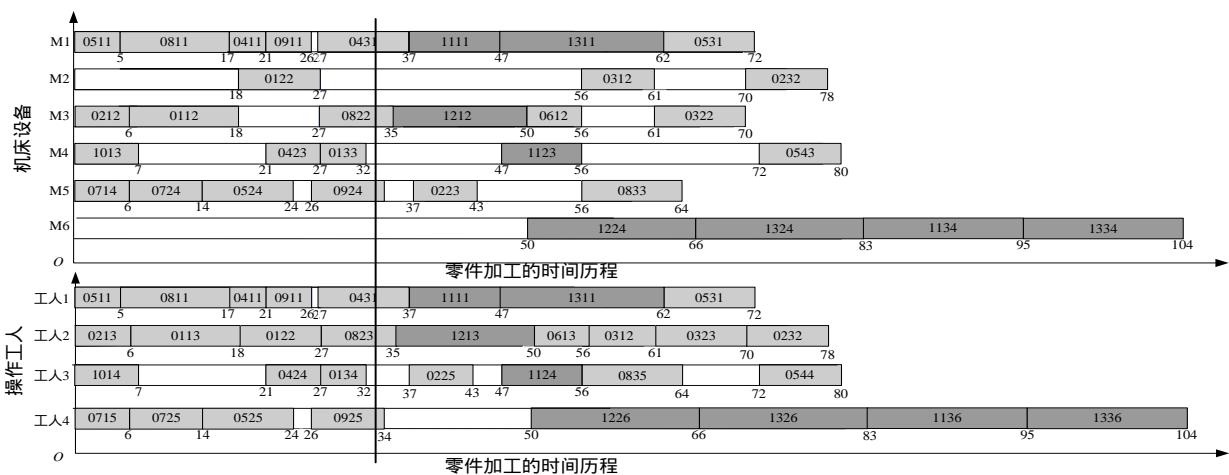 M1 0511 0811 0411 0911 0431 1111 1311 0531
5 17 21 26 27 37 47 62 72
M2 0122 0312 0232
18 27 56 61 70 78
M3 0212 0112 0822 1212 0612 0322
6 18 27 35 50 56 61 70
M4 1013 0423 0133 1123 0543
7 21 27 32 47 56 72 80
M5 0714 0724 0524 0924 0223 0833
6 14 24 26 37 43 56 64
M6 1224 1324 1134 1334
50 66 83 95 104
机床设备
O
零件加工的时间历程
工人1 0511 0811 0411 0911 0431 1111 1311 0531
5 17 21 26 27 37 47 62 72
工人2 0213 0113 0122 0823 1213 0613 0312 0323 0232
6 18 27 35 50 56 61 70 78
工人3 1014 0424 0134 0225 1124 0835 0544
7 21 27 32 37 43 47 56 64 72 80
工人4 0715 0725 0525 0925 1226 1326 1136 1336
6 14 24 26 34 50 66 83 95 104
操作工人
O
零件加工的时间历程